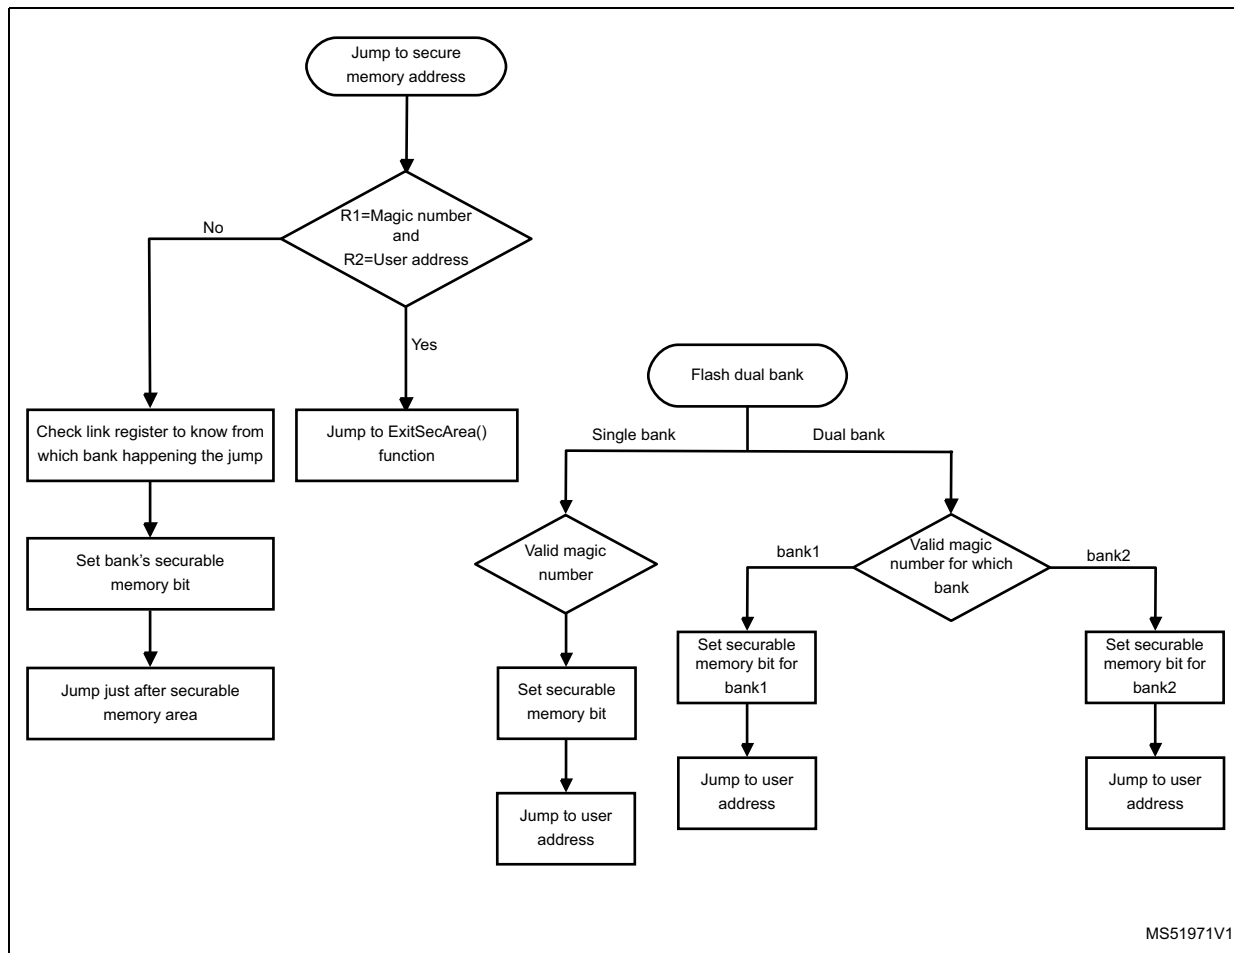 Jump to secure
memory address
R1=Magic number
and
R2=User address
No
Yes
Check link register to know from
which bank happening the jump
Jump to ExitSecArea()
function
Set bank's securable
memory bit
Jump just after securable
memory area
Flash dual bank
Single bank
Dual bank
Valid magic
number
bank1
Valid magic
number for which
bank
bank2
Set securable
memory bit
Set securable
memory bit for
bank1
Set securable
memory bit for
bank2
Jump to user
address
Jump to user
address
Jump to user
address
MS51971V1